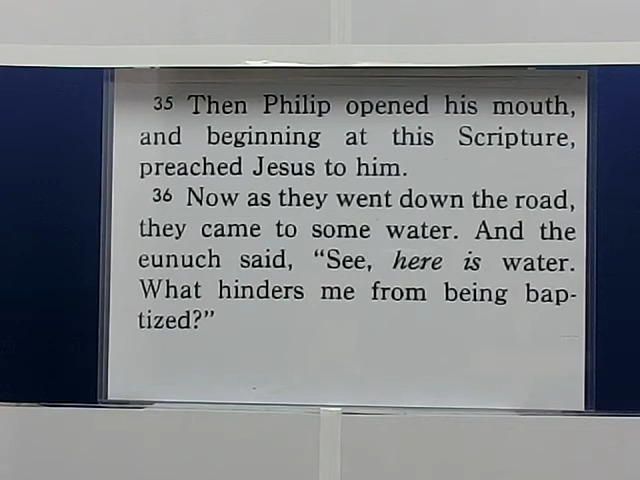 35 Then Philip opened his mouth,
and beginning at this Scripture,
preached Jesus to him.
36 Now as they went down the road,
they came to some water. And the
eunuch said, “See, here is water.
What hinders me from being bap-
tized?”